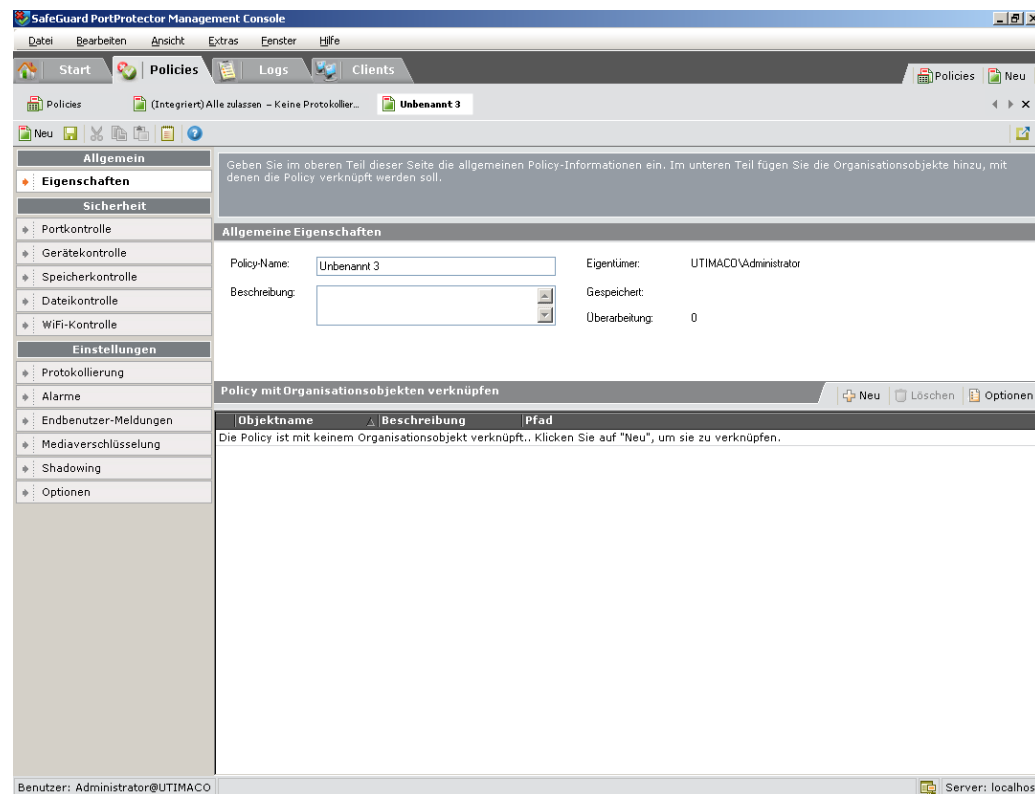 SafeGuard PortProtector Management Console
Datei Bearbeiten Ansicht Extras Fenster Hilfe
Start Policies Logs Clients Policies Neu
Policies (Integriert) Alle zulassen – Keine Protokollier... Unbenannt 3
Neu
Allgemein
Eigenschaften
Sicherheit
Portkontrolle
Gerätekontrolle
Speicherkontrolle
Dateikontrolle
WiFi-Kontrolle
Einstellungen
Protokollierung
Alarme
Endbenutzer-Meldungen
Mediaverschlüsselung
Shadowing
Optionen
Geben Sie im oberen Teil dieser Seite die allgemeinen Policy-Informationen ein. Im unteren Teil fügen Sie die Organisationsobjekte hinzu, mit
denen die Policy verknüpft werden soll.
Allgemeine Eigenschaften
Policy-Name: Unbenannt 3 Eigentümer: UTIMACO\Administrator
Beschreibung: Gespeichert:
Überarbeitung: 0
Policy mit Organisationsobjekten verknüpfen Neu Löschen Optionen
Objektname Beschreibung Pfad
Die Policy ist mit keinem Organisationsobjekt verknüpft.. Klicken Sie auf "Neu", um sie zu verknüpfen.
Benutzer: Administrator@UTIMACO Server: localhos